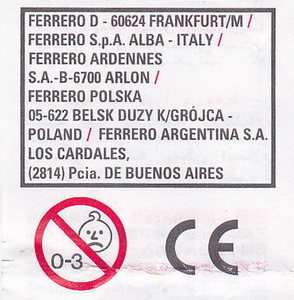 FERRERO D - 60624 FRANKFURT/M /
FERRERO S.p.A. ALBA - ITALY /
FERRERO ARDENNES
S.A.-B-6700 ARLON /
FERRERO POLSKA
05-622 BELSK DUZY K/GRÓJCA -
POLAND / FERRERO ARGENTINA S.A.
LOS CARDALES,
(2814) Pcia. DE BUENOS AIRES
0-3
CE